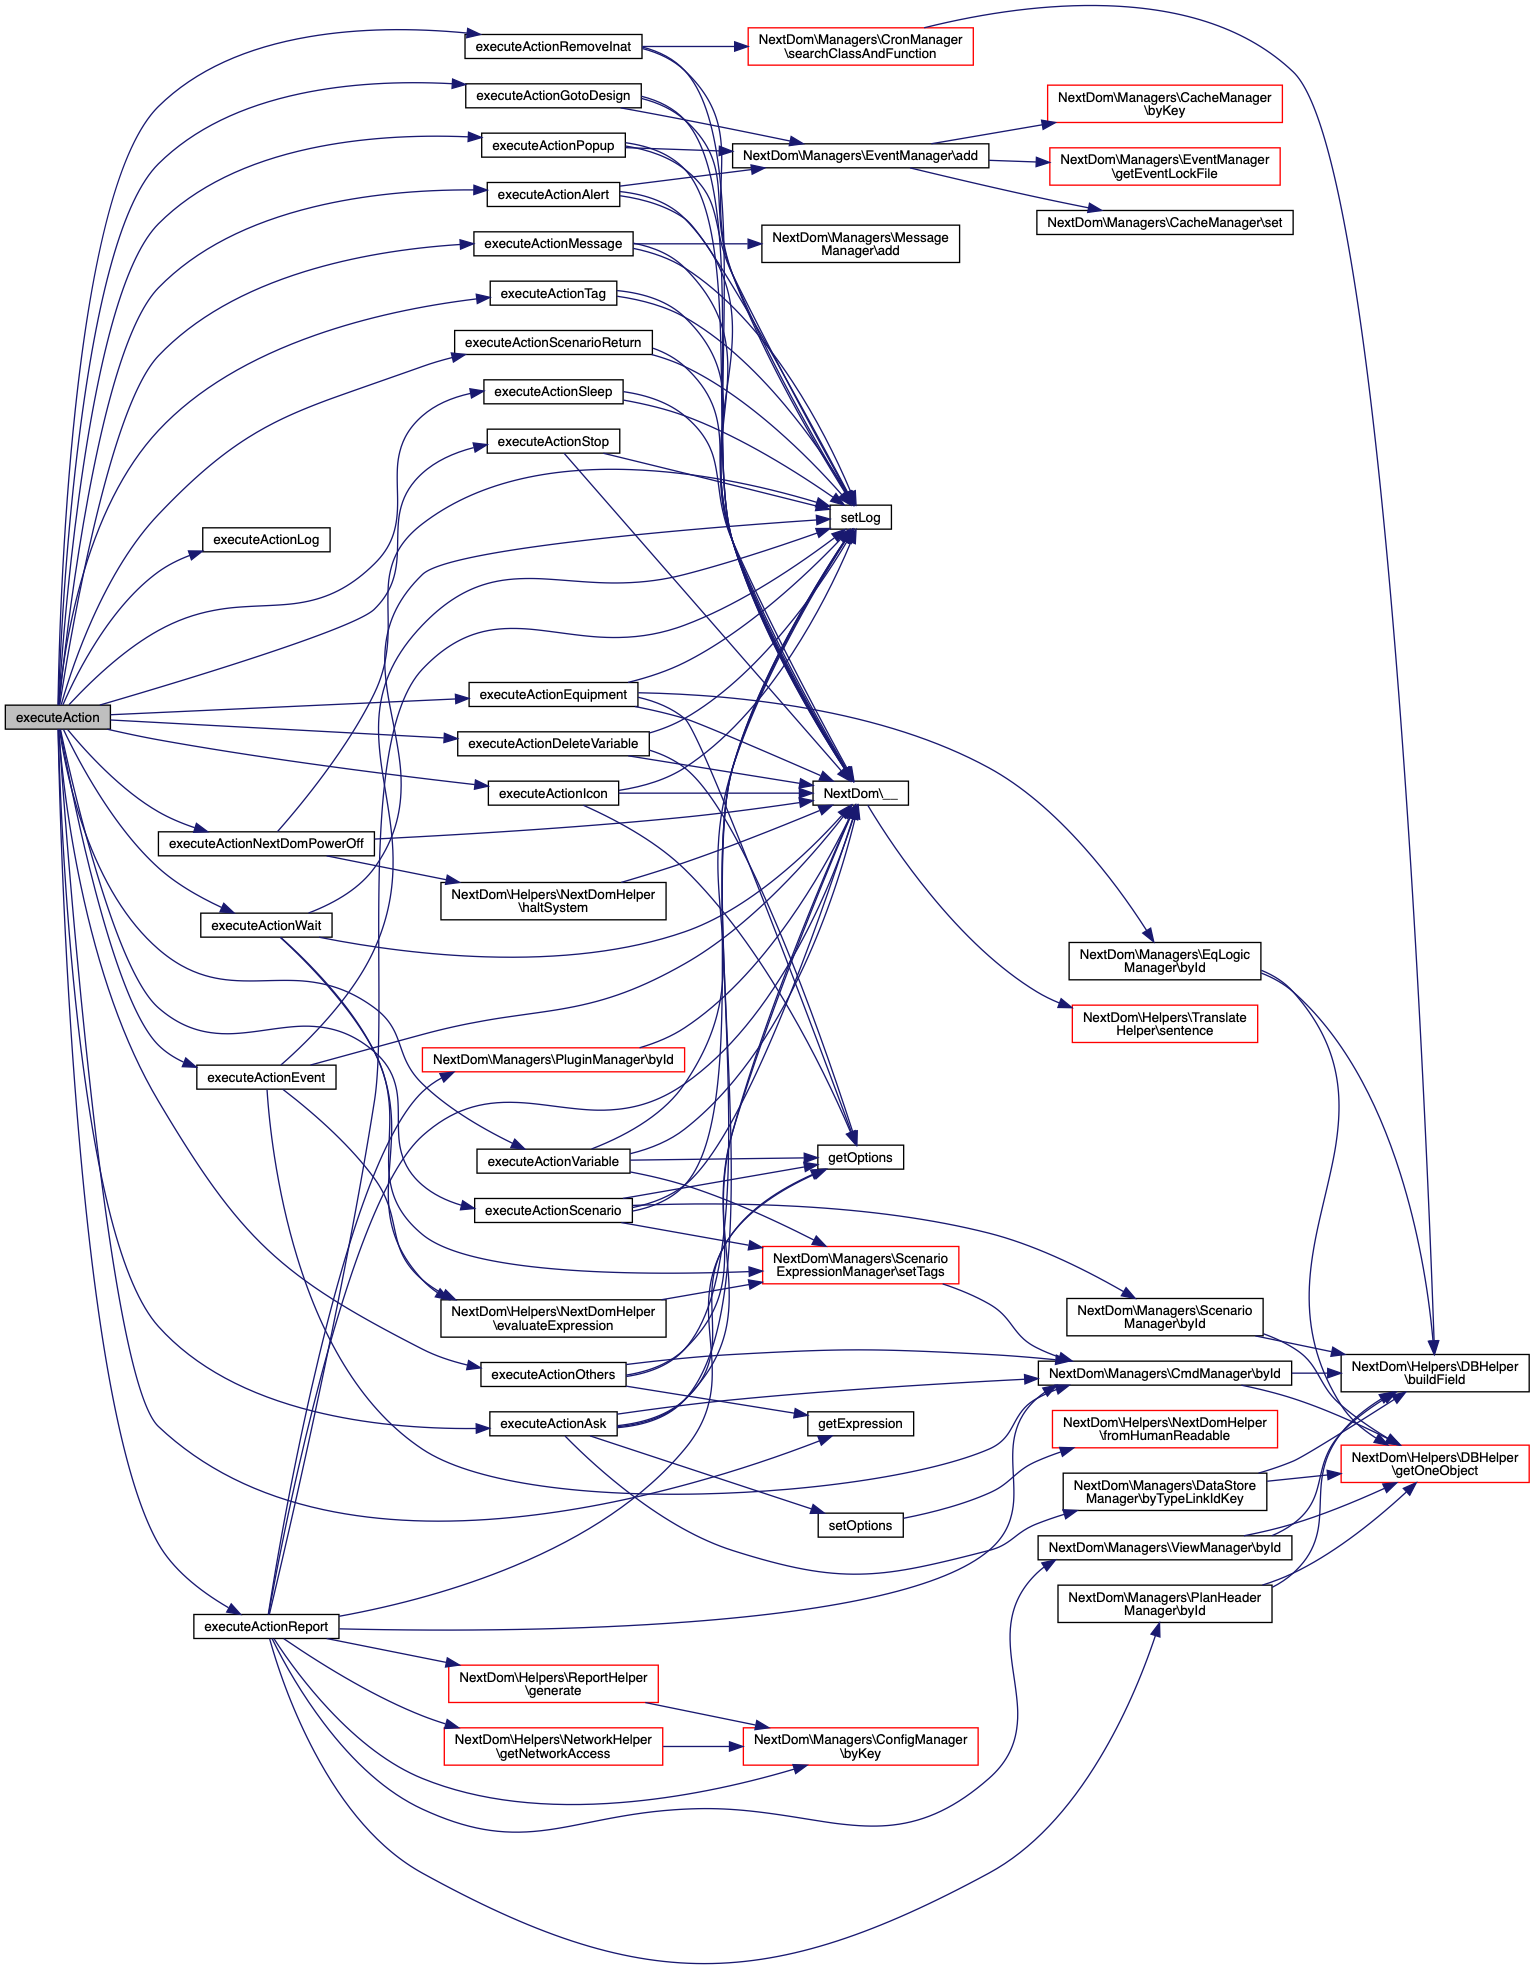 executeActionRemoveInat
NextDom\Managers\CronManager
\searchClassAndFunction
executeActionGotoDesign
NextDom\Managers\CacheManager
\byKey
executeActionPopup
NextDom\Managers\EventManager\add
NextDom\Managers\EventManager
\getEventLockFile
executeActionAlert
NextDom\Managers\CacheManager\set
executeActionMessage
NextDom\Managers\Message
Manager\add
executeActionTag
executeActionScenarioReturn
executeActionSleep
executeActionStop
setLog
executeActionLog
executeAction
executeActionEquipment
executeActionDeleteVariable
executeActionIcon
NextDom\__
executeActionNextDomPowerOff
NextDom\Helpers\NextDomHelper
\haltSystem
executeActionWait
NextDom\Managers\EqLogic
Manager\byId
NextDom\Helpers\Translate
Helper\sentence
NextDom\Managers\PluginManager\byId
executeActionEvent
executeActionVariable
getOptions
executeActionScenario
NextDom\Managers\Scenario
ExpressionManager\setTags
NextDom\Helpers\NextDomHelper
\evaluateExpression
NextDom\Managers\Scenario
Manager\byId
executeActionOthers
NextDom\Managers\CmdManager\byId
NextDom\Helpers\DBHelper
\buildField
executeActionAsk
getExpression
NextDom\Helpers\NextDomHelper
\fromHumanReadable
NextDom\Helpers\DBHelper
\getOneObject
NextDom\Managers\DataStore
Manager\byTypeLinkIdKey
setOptions
NextDom\Managers\ViewManager\byId
NextDom\Managers\PlanHeader
Manager\byId
executeActionReport
NextDom\Helpers\ReportHelper
\generate
NextDom\Helpers\NetworkHelper
\getNetworkAccess
NextDom\Managers\ConfigManager
\byKey